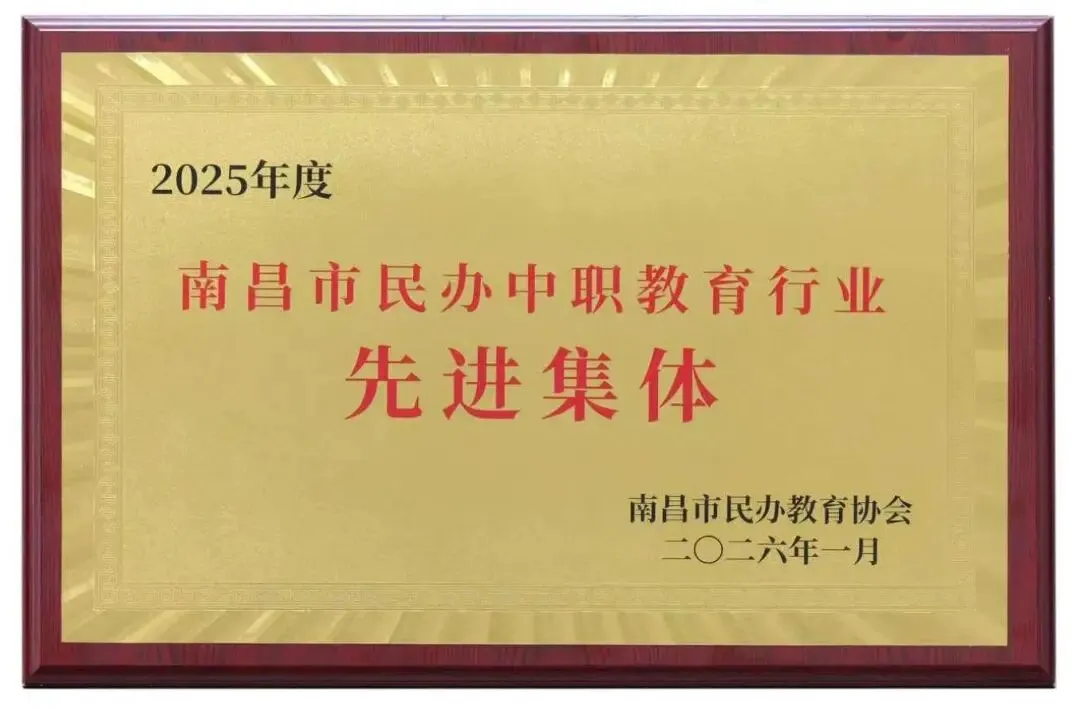 2025年度
南昌市民办中职教育行业
先进集体
南昌市民办教育协会
二〇二六年一月